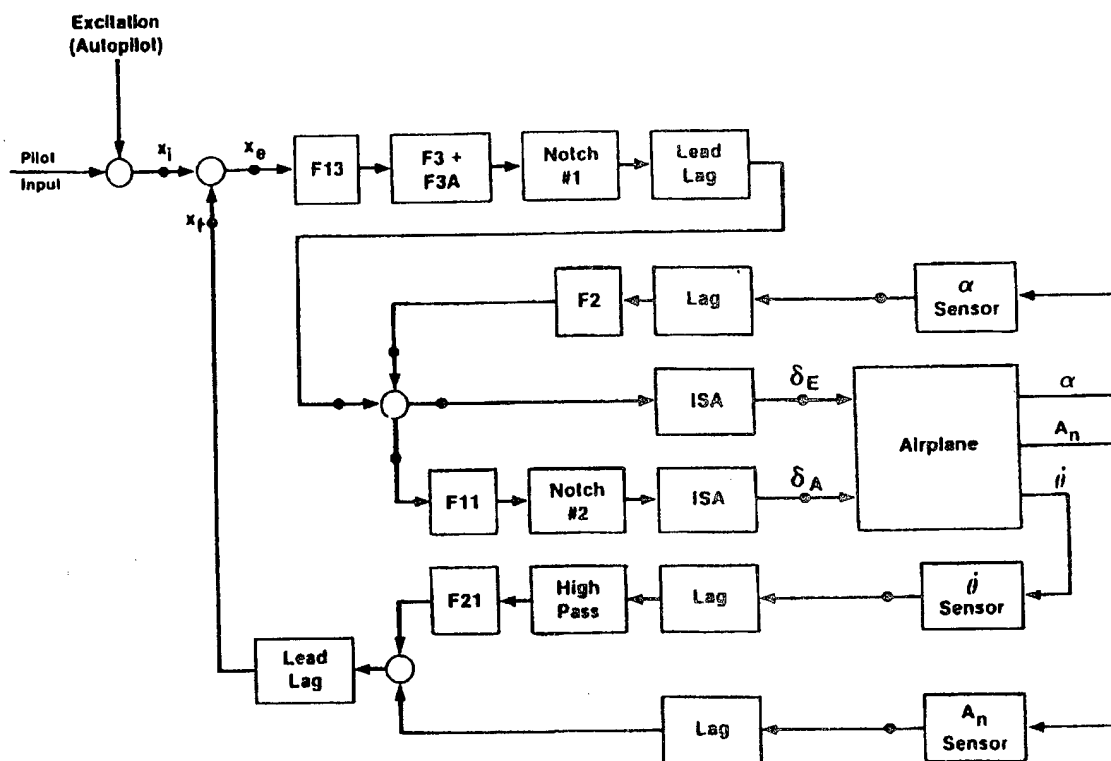 Excitation
(Autopilot)
Pilot
Input
x_i
x_e
F13
F3 +
F3A
Notch
#1
Lead
Lag
x_f
F2
Lag
α
Sensor
ISA
δ_E
Airplane
α
A_n
θ̇
F11
Notch
#2
ISA
δ_A
F21
High
Pass
Lag
θ̇
Sensor
Lead
Lag
Lag
A_n
Sensor